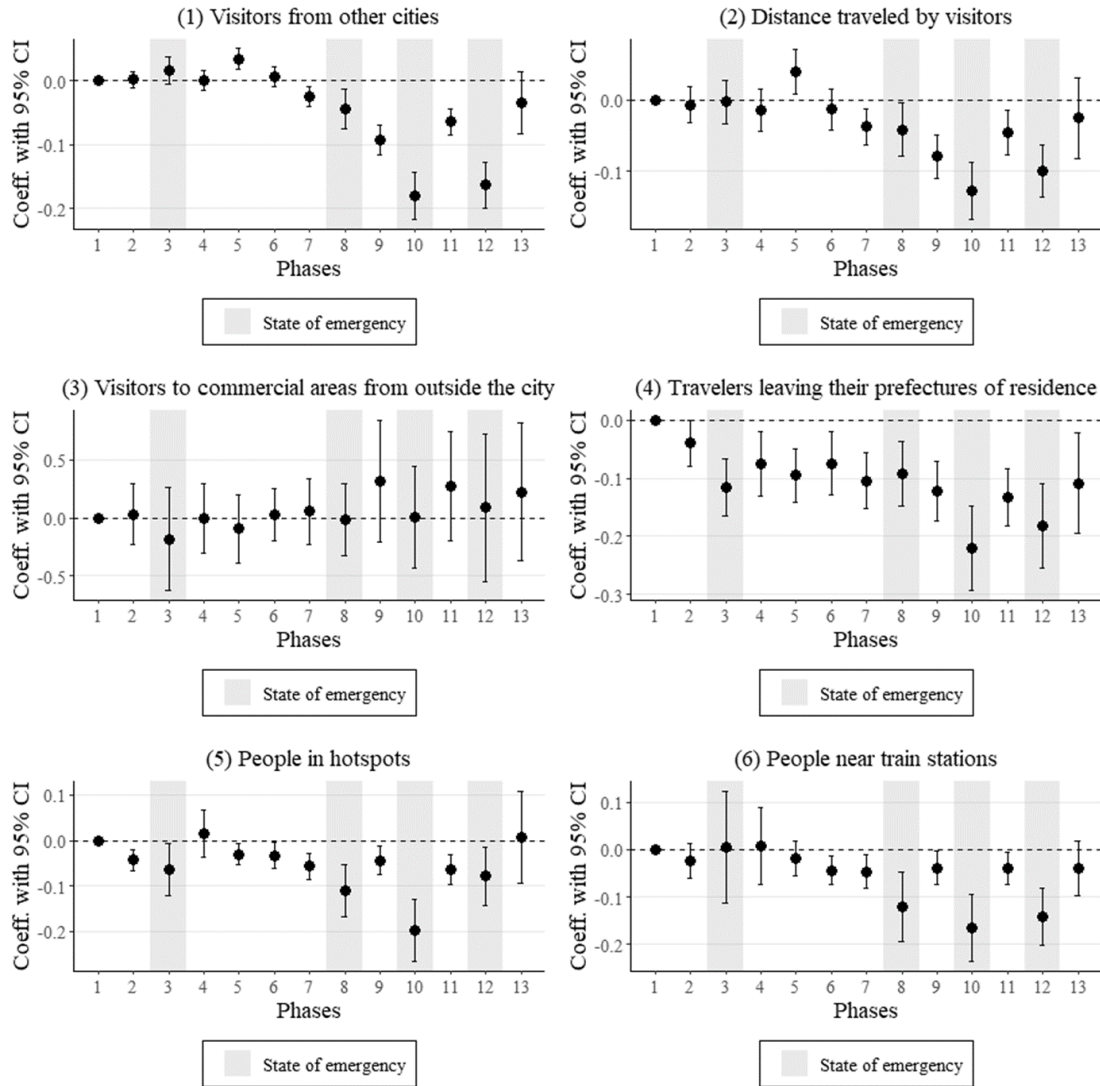 (1) Visitors from other cities
Coeff. with 95% CI
0.0
-0.1
-0.2
1 2 3 4 5 6 7 8 9 10 11 12 13
Phases
State of emergency
(2) Distance traveled by visitors
Coeff. with 95% CI
0.0
-0.1
1 2 3 4 5 6 7 8 9 10 11 12 13
Phases
State of emergency
(3) Visitors to commercial areas from outside the city
Coeff. with 95% CI
0.5
0.0
-0.5
1 2 3 4 5 6 7 8 9 10 11 12 13
Phases
State of emergency
(4) Travelers leaving their prefectures of residence
Coeff. with 95% CI
0.0
-0.1
-0.2
-0.3
1 2 3 4 5 6 7 8 9 10 11 12 13
Phases
State of emergency
(5) People in hotspots
Coeff. with 95% CI
0.1
0.0
-0.1
-0.2
1 2 3 4 5 6 7 8 9 10 11 12 13
Phases
State of emergency
(6) People near train stations
Coeff. with 95% CI
0.1
0.0
-0.1
-0.2
1 2 3 4 5 6 7 8 9 10 11 12 13
Phases
State of emergency